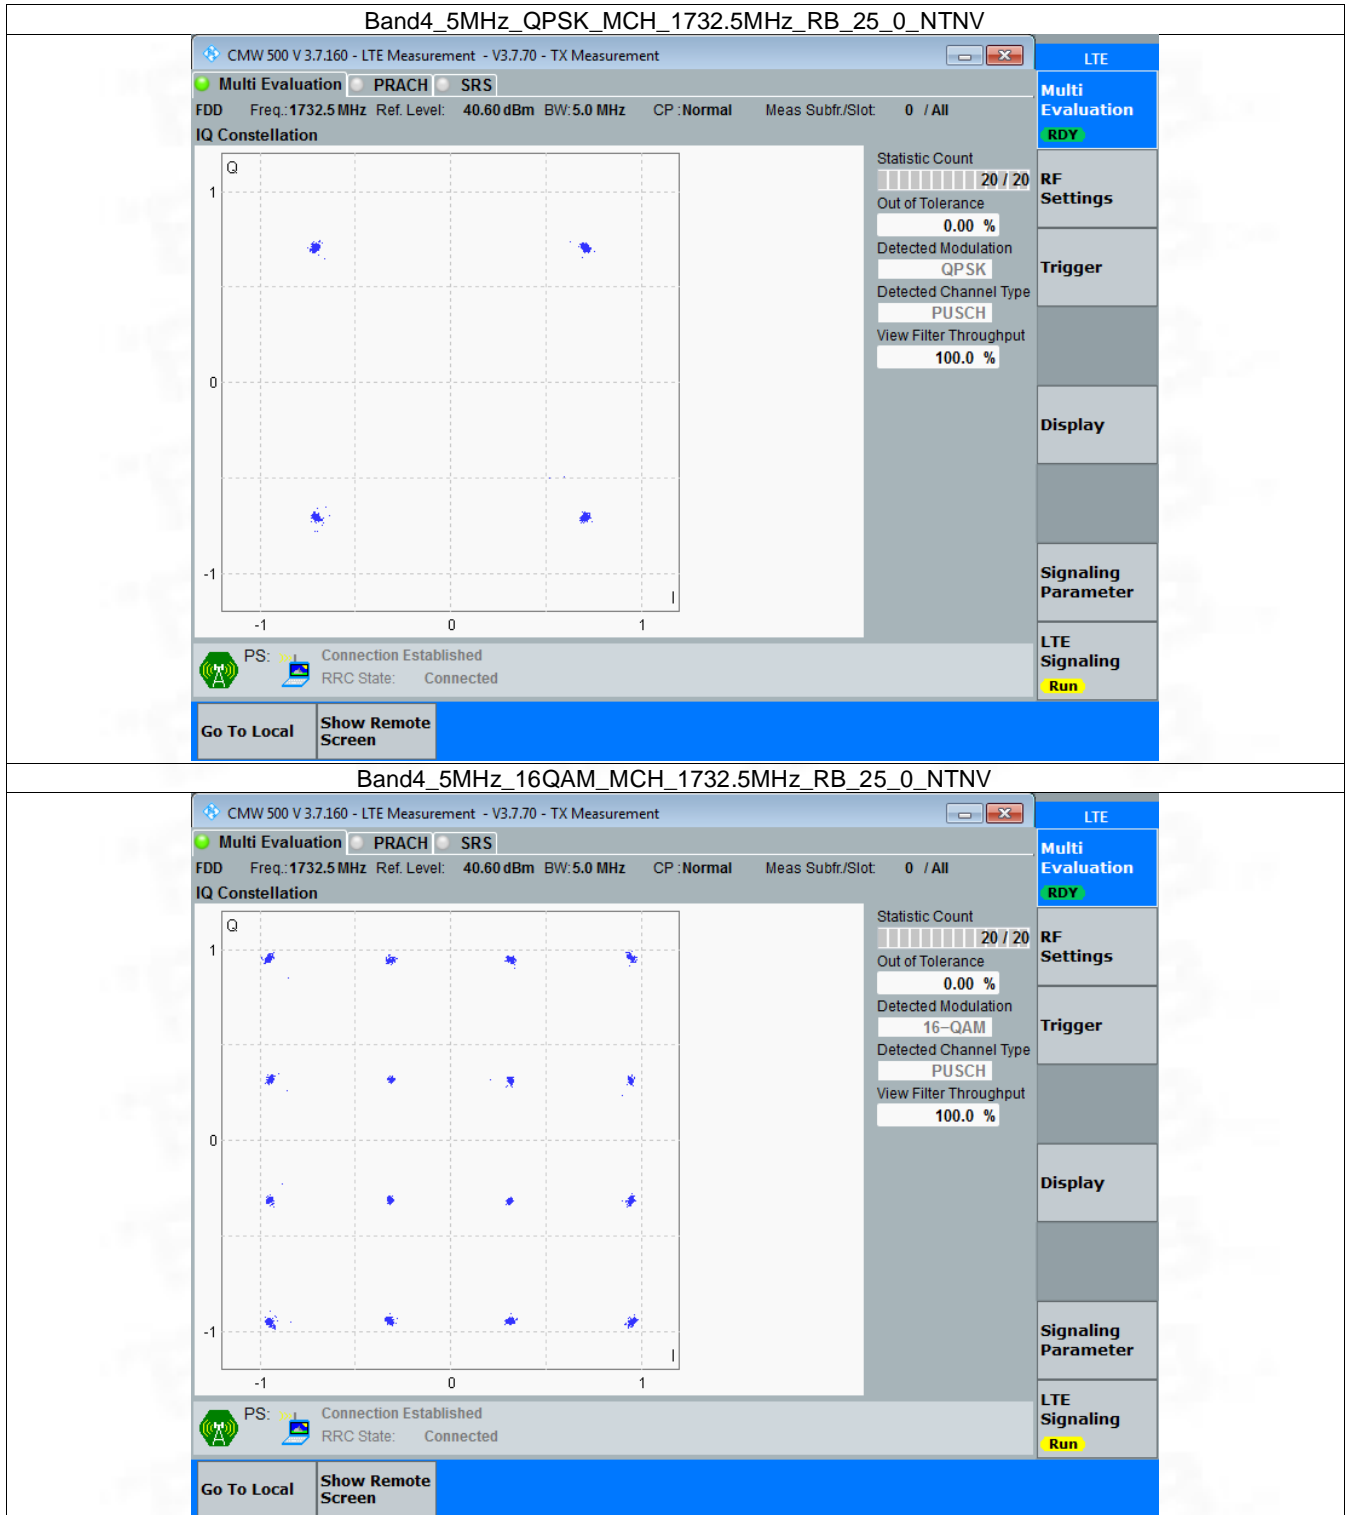 Band4_5MHz_QPSK_MCH_1732.5MHz_RB_25_0_NTNV
CMW 500 V 3.7.160 - LTE Measurement - V3.7.70 - TX Measurement
LTE
Multi Evaluation PRACH SRS
FDD Freq.: 1732.5 MHz Ref. Level: 40.60 dBm BW: 5.0 MHz CP : Normal Meas Subfr./Slot: 0 / All
IQ Constellation
Q
1
0
-1
I
-1 0 1
Statistic Count
20 / 20
Out of Tolerance
0.00 %
Detected Modulation
QPSK
Detected Channel Type
PUSCH
View Filter Throughput
100.0 %
Multi
Evaluation
RDY
RF
Settings
Trigger
Display
Signaling
Parameter
LTE
Signaling
Run
PS: Connection Established
RRC State: Connected
Go To Local
Show Remote
Screen
Band4_5MHz_16QAM_MCH_1732.5MHz_RB_25_0_NTNV
CMW 500 V 3.7.160 - LTE Measurement - V3.7.70 - TX Measurement
LTE
Multi Evaluation PRACH SRS
FDD Freq.: 1732.5 MHz Ref. Level: 40.60 dBm BW: 5.0 MHz CP : Normal Meas Subfr./Slot: 0 / All
IQ Constellation
Q
1
0
-1
I
-1 0 1
Statistic Count
20 / 20
Out of Tolerance
0.00 %
Detected Modulation
16-QAM
Detected Channel Type
PUSCH
View Filter Throughput
100.0 %
Multi
Evaluation
RDY
RF
Settings
Trigger
Display
Signaling
Parameter
LTE
Signaling
Run
PS: Connection Established
RRC State: Connected
Go To Local
Show Remote
Screen